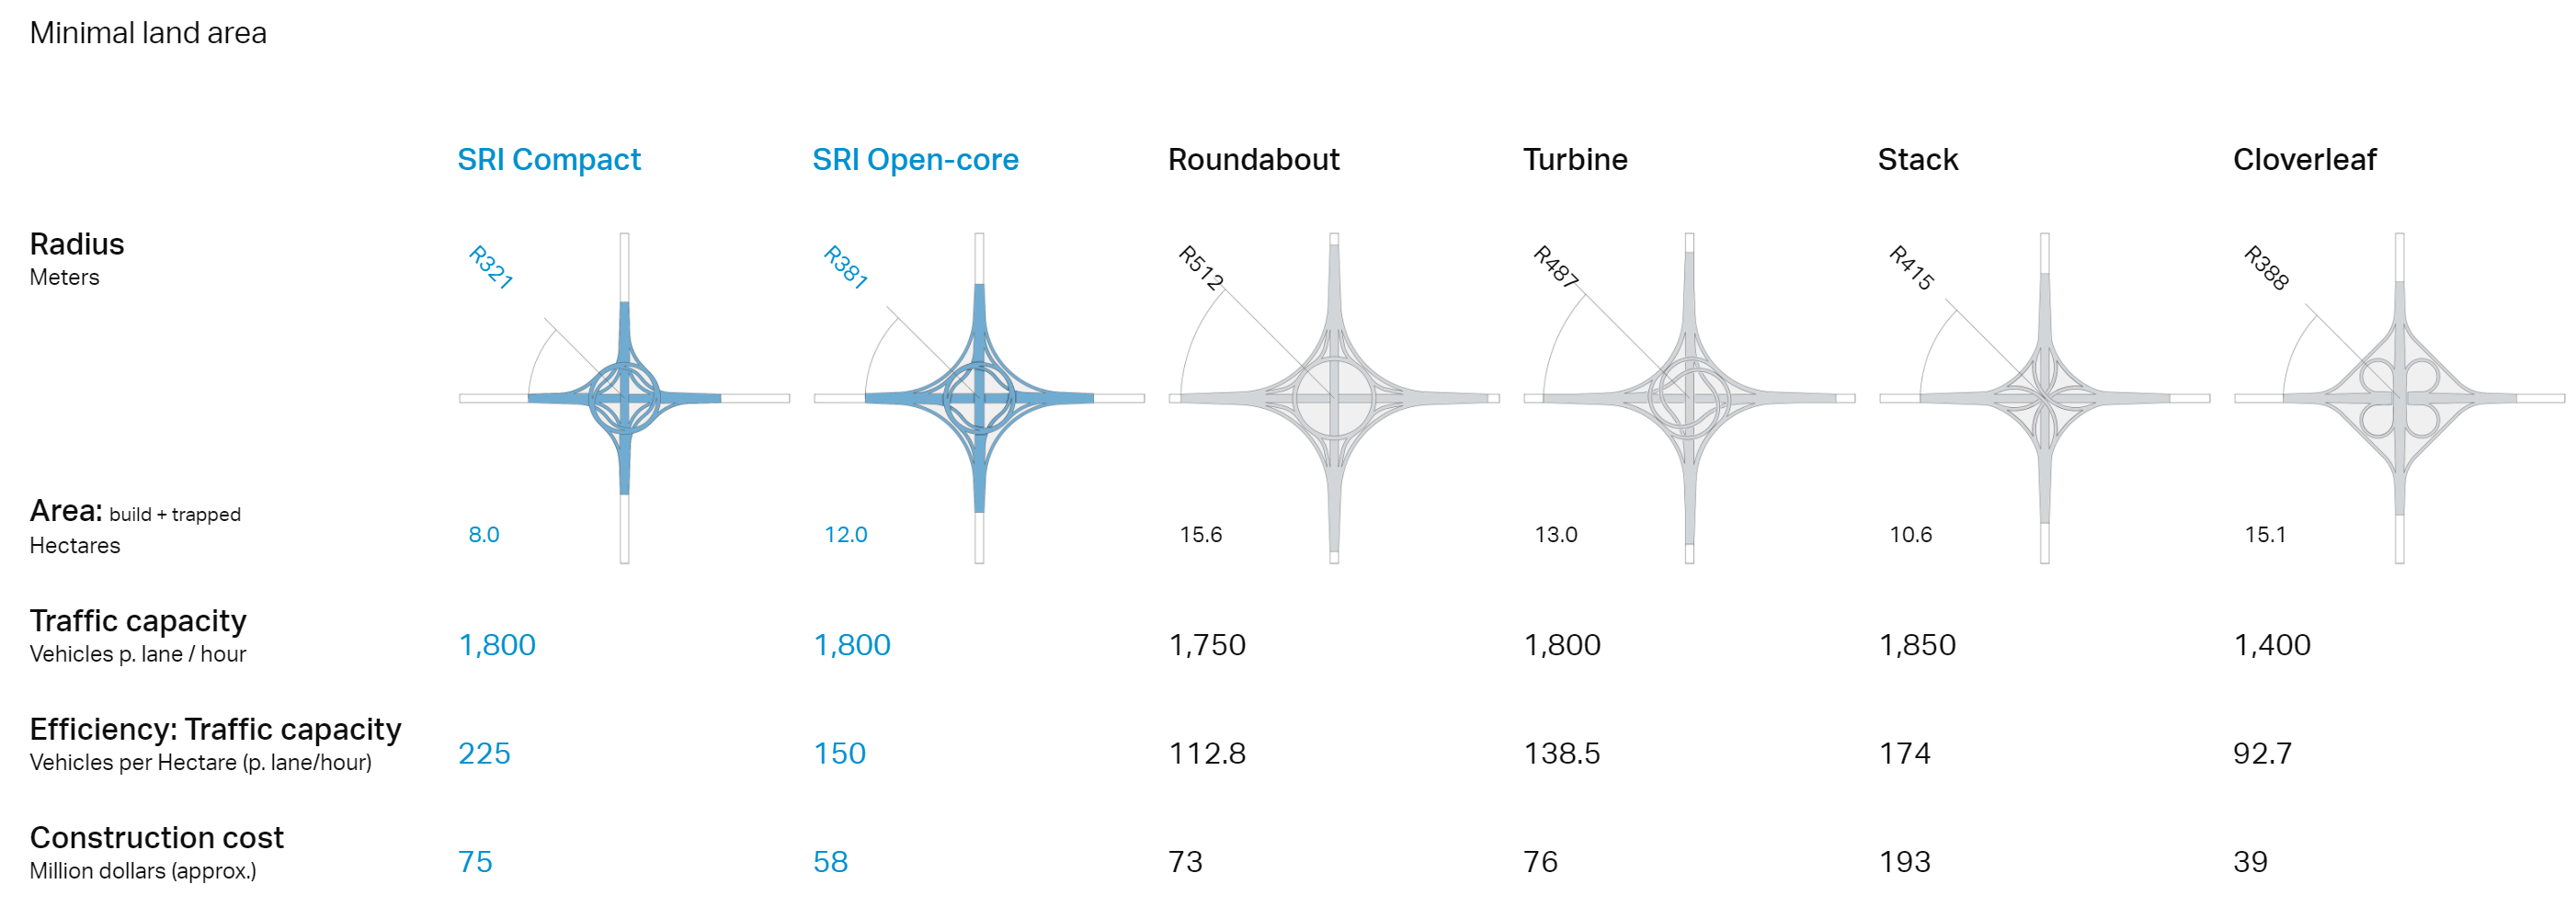 Minimal land area
SRI Compact SRI Open-core Roundabout Turbine Stack Cloverleaf
Radius
Meters
R321 R381 R512 R487 R415 R388
Area: build + trapped
Hectares
8.0 12.0 15.6 13.0 10.6 15.1
Traffic capacity
Vehicles p. lane / hour
1,800 1,800 1,750 1,800 1,850 1,400
Efficiency: Traffic capacity
Vehicles per Hectare (p. lane/hour)
225 150 112.8 138.5 174 92.7
Construction cost
Million dollars (approx.)
75 58 73 76 193 39